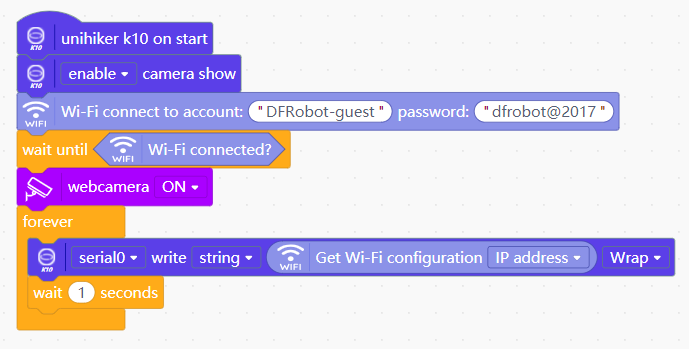 K10 unihiker k10 on start
K10 enable camera show
WIFI Wi-Fi connect to account: "DFRobot-guest" password: "dfrobot@2017"
wait until WIFI Wi-Fi connected?
webcamera ON
forever
K10 serial0 write string WIFI Get Wi-Fi configuration IP address Wrap
wait 1 seconds